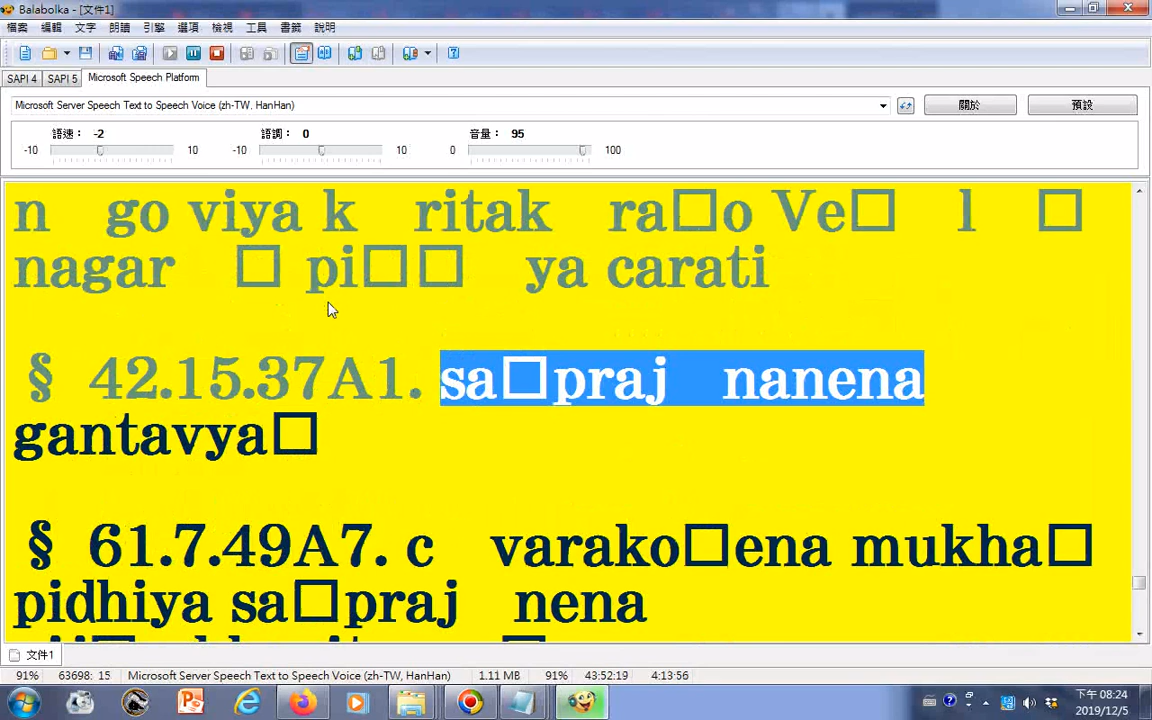 Balabolka - [文件1]
檔案 編輯 文字 朗讀 引擎 選項 檢視 工具 書籤 說明
SAPI 4 SAPI 5 Microsoft Speech Platform
Microsoft Server Speech Text to Speech Voice (zh-TW, HanHan) 關於 預設
語速： -2 語調： 0 音量： 95
-10 10 -10 10 0 100
n go viya k ritak ra□o Ve□ l □
nagar □ pi□□ ya carati
§ 42.15.37A1. sa□praj nanena
gantavya□
§ 61.7.49A7. c varako□ena mukha□
pidhiya sa□praj nena
文件1
91% 63698: 15 Microsoft Server Speech Text to Speech Voice (zh-TW, HanHan) 1.11 MB 91% 43:52:19 4:13:56
下午 08:24
2019/12/5